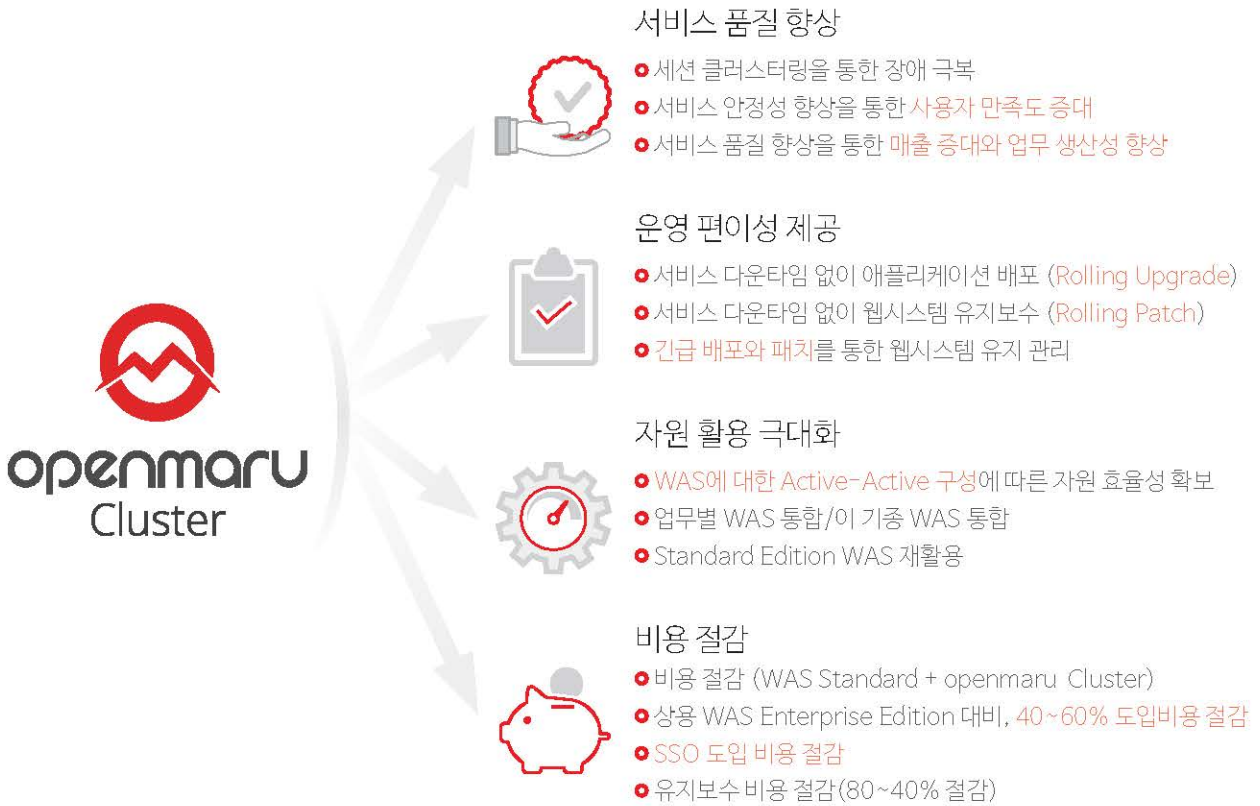 openmaru
Cluster
서비스 품질 향상
세션 클러스터링을 통한 장애 극복
서비스 안정성 향상을 통한 사용자 만족도 증대
서비스 품질 향상을 통한 매출 증대와 업무 생산성 향상
운영 편이성 제공
서비스 다운타임 없이 애플리케이션 배포 (Rolling Upgrade)
서비스 다운타임 없이 웹시스템 유지보수 (Rolling Patch)
긴급 배포와 패치를 통한 웹시스템 유지 관리
자원 활용 극대화
WAS에 대한 Active-Active 구성에 따른 자원 효율성 확보
업무별 WAS 통합/이 기종 WAS 통합
Standard Edition WAS 재활용
비용 절감
비용 절감 (WAS Standard + openmaru Cluster)
상용 WAS Enterprise Edition 대비, 40~60% 도입비용 절감
SSO 도입 비용 절감
유지보수 비용 절감(80~40% 절감)